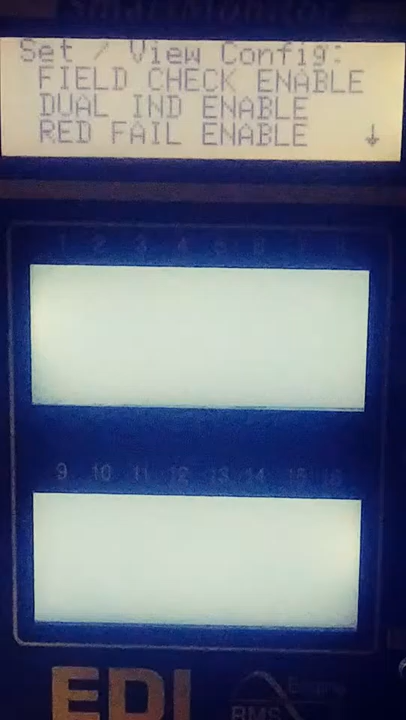 Set / View Config:
FIELD CHECK ENABLE
DUAL IND ENABLE
RED FAIL ENABLE ↓
1 2 3 4 5 6 7 8
9 10 11 12 13 14 15 16
EDI
RMS